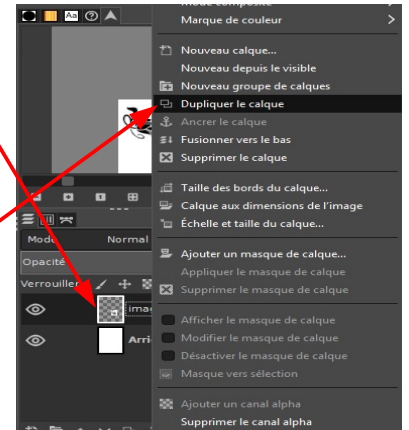 Mode composite
Marque de couleur
Nouveau calque...
Nouveau depuis le visible
Nouveau groupe de calques
Dupliquer le calque
Ancrer le calque
Fusionner vers le bas
Supprimer le calque
Taille des bords du calque...
Calque aux dimensions de l'image
Échelle et taille du calque...
Ajouter un masque de calque...
Appliquer le masque de calque
Supprimer le masque de calque
Afficher le masque de calque
Modifier le masque de calque
Désactiver le masque de calque
Masque vers sélection
Ajouter un canal alpha
Supprimer le canal alpha
Aa
Mode Normal
Opacité
Verrouiller
imag
Arri